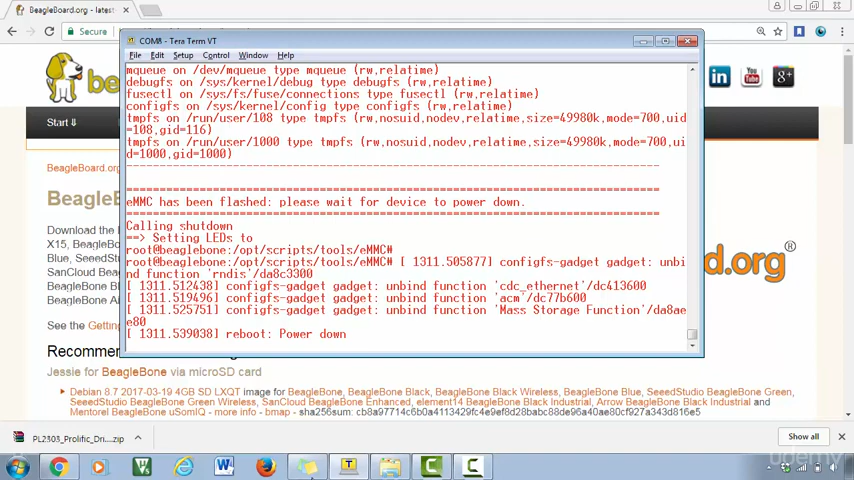 BeagleBoard.org - latest
Secure
COM8 - Tera Term VT
File Edit Setup Control Window Help
mqueue on /dev/mqueue type mqueue (rw,relatime)
debugfs on /sys/kernel/debug type debugfs (rw,relatime)
fusectl on /sys/fs/fuse/connections type fusectl (rw,relatime)
configfs on /sys/kernel/config type configfs (rw,relatime)
tmpfs on /run/user/108 type tmpfs (rw,nosuid,nodev,relatime,size=49980k,mode=700,uid
=108,gid=116)
tmpfs on /run/user/1000 type tmpfs (rw,nosuid,nodev,relatime,size=49980k,mode=700,ui
d=1000,gid=1000)
--------------------------------------------------------------------------------
================================================================================
eMMC has been flashed: please wait for device to power down.
================================================================================
Calling shutdown
==> Setting LEDs to
root@beaglebone:/opt/scripts/tools/eMMC#
root@beaglebone:/opt/scripts/tools/eMMC# [ 1311.505877] configfs-gadget gadget: unbi
nd function 'rndis'/da8c3300
[ 1311.512438] configfs-gadget gadget: unbind function 'cdc_ethernet'/dc413600
[ 1311.519496] configfs-gadget gadget: unbind function 'acm'/dc77b600
[ 1311.525751] configfs-gadget gadget: unbind function 'Mass Storage Function'/da8ae
e80
[ 1311.539038] reboot: Power down
in You Tube g+
be
Start
BeagleBoard.org
Beagle
d.org®
Download the
X15, BeagleB
Blue, SeeedS
SanCloud Bea
BeagleBone A
See the Getting
Recommen
Jessie for BeagleBone via microSD card
Debian 8.7 2017-03-19 4GB SD LXQT image for BeagleBone, BeagleBone Black, BeagleBone Black Wireless, BeagleBone Blue, SeeedStudio BeagleBone Green,
SeeedStudio BeagleBone Green Wireless, SanCloud BeagleBone Enhanced, element14 BeagleBone Black Industrial, Arrow BeagleBone Black Industrial and
Mentorel BeagleBone uSomIQ - more info - bmap - sha256sum: cb8a97714c6b0a4113429fc4e9ef8d28babc88de96a40ae80cf927a343d816e5
PL2303_Prolific_Dri....zip
Show all
W
T
udemy